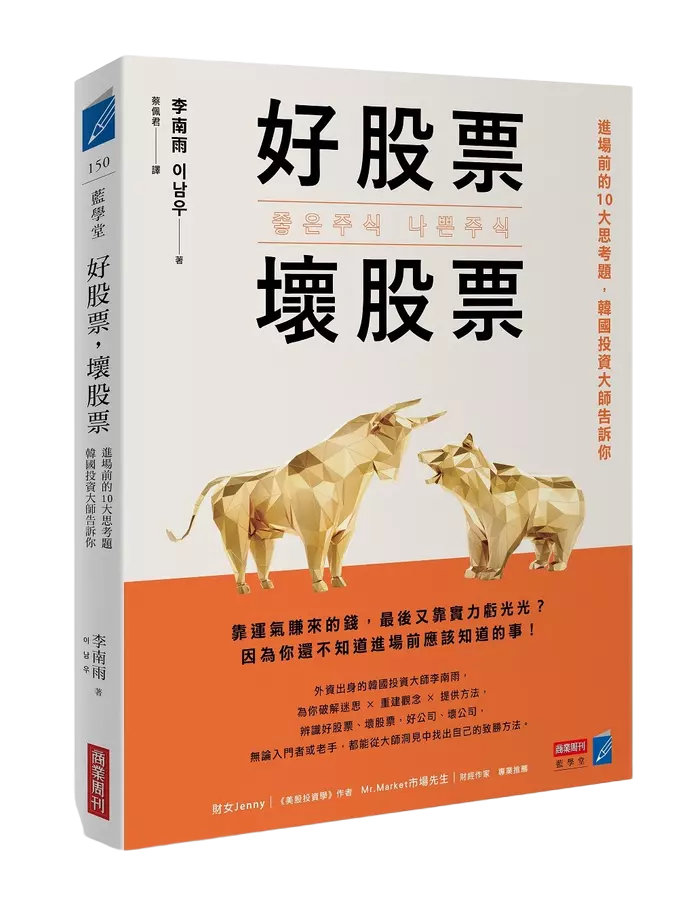 150
藍學堂
好股票，壞股票
進場前的10大思考題
韓國投資大師告訴你
李南雨 著
이남우
商業周刊
李南雨 이남우——著
蔡佩君——譯
好股票
좋은주식 나쁜주식
壞股票
進場前的10大思考題，韓國投資大師告訴你
靠運氣賺來的錢，最後又靠實力虧光光？
因為你還不知道進場前應該知道的事！
外資出身的韓國投資大師李南雨，
為你破解迷思 × 重建觀念 × 提供方法，
辨識好股票、壞股票，好公司、壞公司，
無論入門者或老手，都能從大師洞見中找出自己的致勝方法。
財女Jenny｜《美股投資學》作者 Mr.Market市場先生｜財經作家 專業推薦
商業周刊
藍學堂